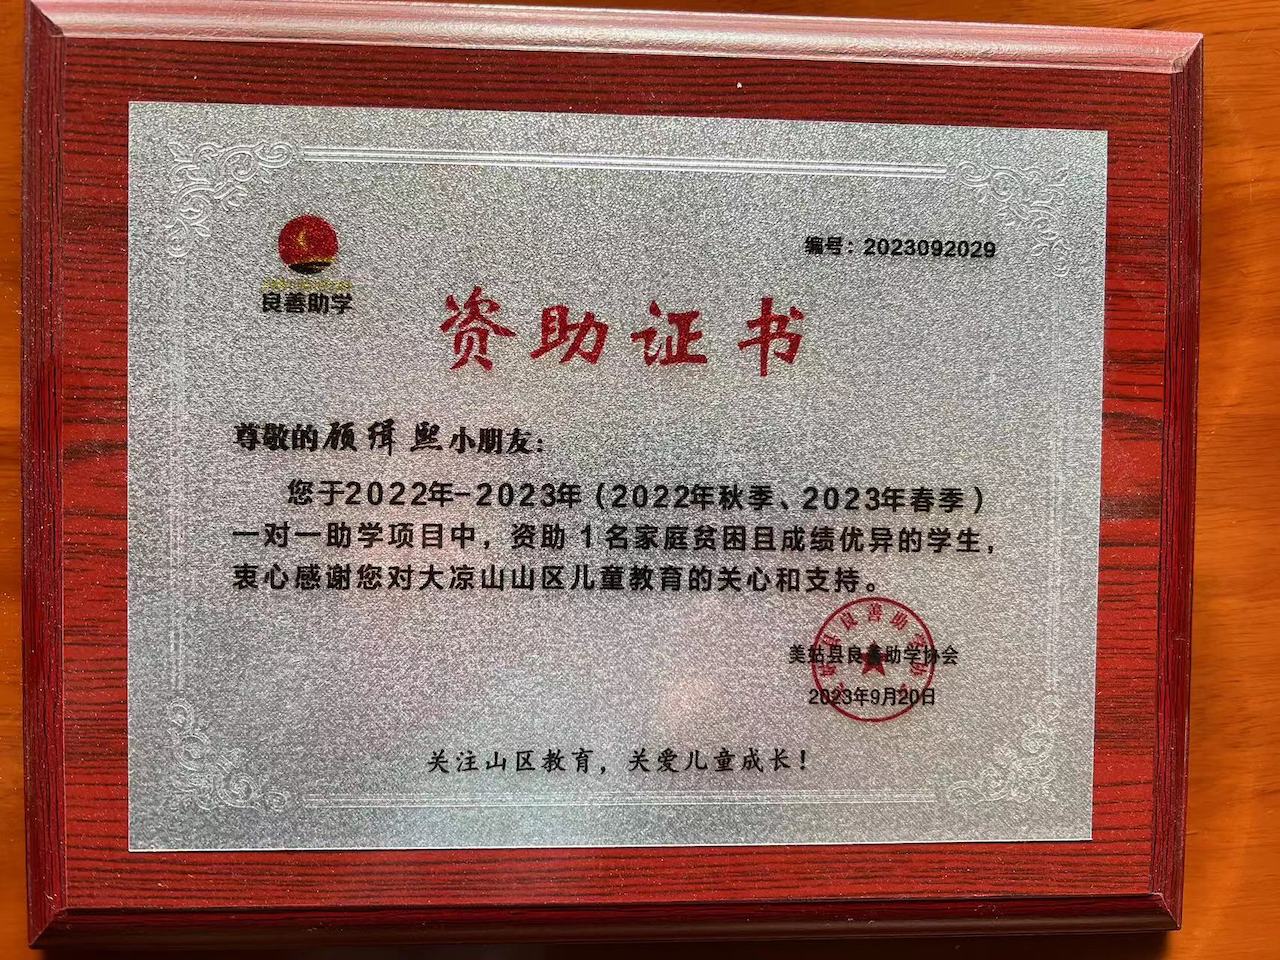 良善助学
编号：2023092029
资助证书
尊敬的顾缉熙小朋友：
您于2022年-2023年（2022年秋季、2023年春季）
一对一助学项目中，资助 1 名家庭贫困且成绩优异的学生，
衷心感谢您对大凉山山区儿童教育的关心和支持。
美姑县良善助学协会
2023年9月20日
关注山区教育，关爱儿童成长！